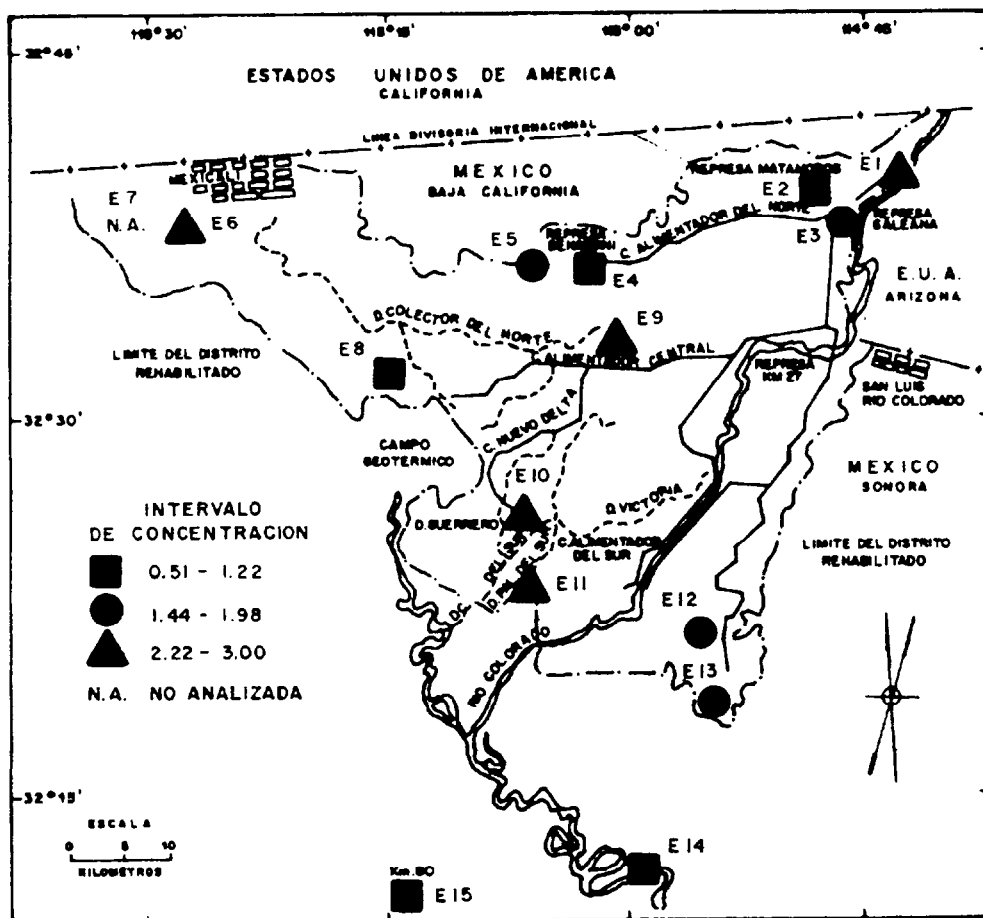 115° 15'
115° 00'
114° 45'
32° 45'
ESTADOS UNIDOS DE AMERICA
CALIFORNIA
LINEA DIVISORIA INTERNACIONAL
MEXICO
BAJA CALIFORNIA
MEXICALI
REPRESA MATAMOROS
E1
E2
E7
N.A.
E6
E3
REPRESA
GALEANA
C. ALIMENTADOR DEL NORTE
E5
REPRESA
E4
E.U.A.
ARIZONA
D. COLECTOR DEL NORTE
E9
E8
C. ALIMENTADOR CENTRAL
LIMITE DEL DISTRITO
REHABILITADO
REPRESA
KM 27
SAN LUIS
RIO COLORADO
32° 30'
C. NUEVO DELTA
CAMPO
GEOTERMICO
MEXICO
SONORA
E10
D. VICTORIA
INTERVALO
DE CONCENTRACION
D. GUERRERO
C. ALIMENTADOR
DEL SUR
LIMITE DEL DISTRITO
REHABILITADO
0.51 - 1.22
E11
1.44 - 1.98
E12
2.22 - 3.00
E13
N.A. NO ANALIZADA
RIO COLORADO
32° 15'
ESCALA
0 5 10
KILOMETROS
E14
Km. 80
E15